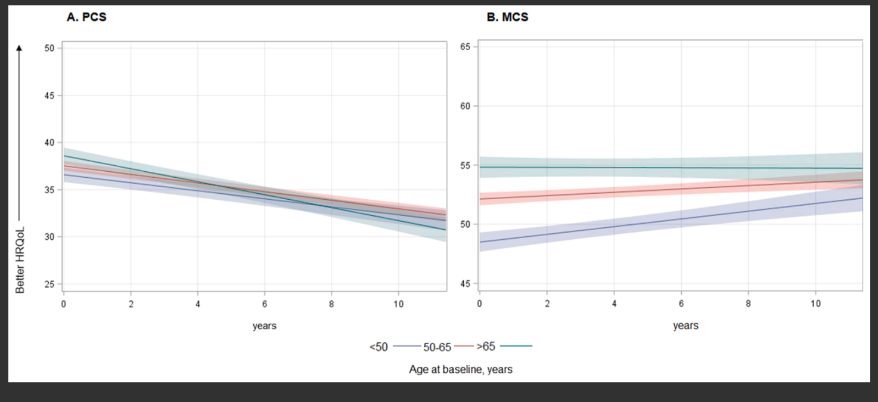 A. PCS
B. MCS
Better HRQoL
50
45
40
35
30
25
0 2 4 6 8 10
years
65
60
55
50
45
0 2 4 6 8 10
years
<50 50-65 >65
Age at baseline, years